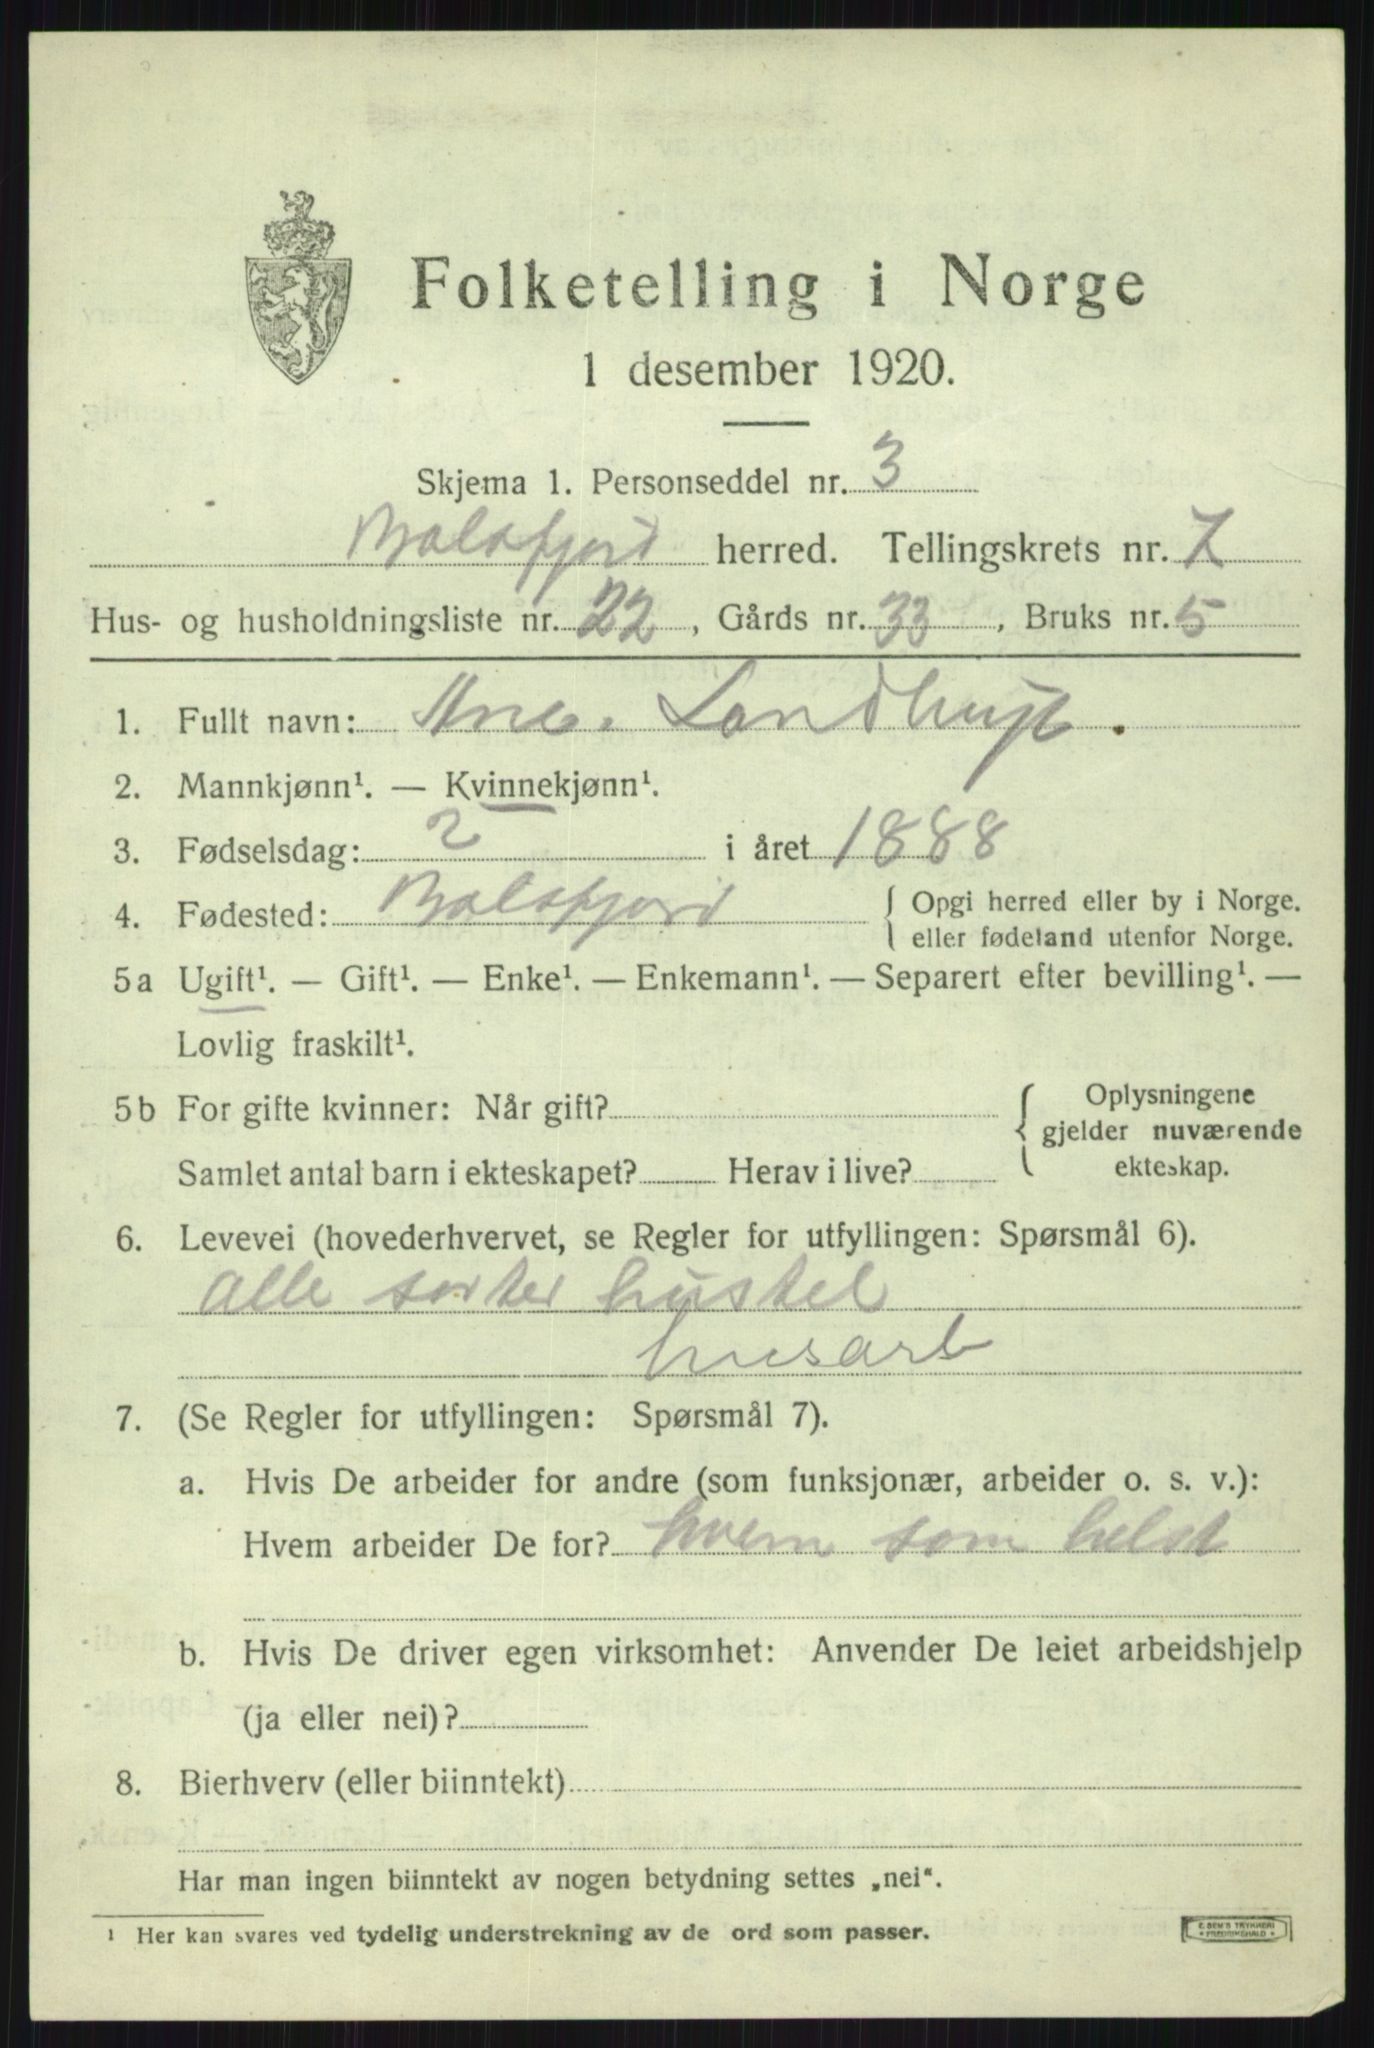 Folketelling i Norge
1 desember 1920.
Skjema 1. Personseddel nr. 3
Balsfjord herred. Tellingskrets nr. 7
Hus- og husholdningsliste nr. 22, Gårds nr. 33, Bruks nr. 5
1. Fullt navn:
2. Mannkjønn¹. — Kvinnekjønn¹.
3. Fødselsdag: 2 i året 1888
4. Fødested: Balsfjord { Opgi herred eller by i Norge.
eller fødeland utenfor Norge.
5a Ugift¹. — Gift¹. — Enke¹. — Enkemann¹. — Separert efter bevilling¹. —
Lovlig fraskilt¹.
5b For gifte kvinner: Når gift? { Oplysningene
gjelder nuværende
Samlet antal barn i ekteskapet? Herav i live? ekteskap.
6. Levevei (hovederhvervet, se Regler for utfyllingen: Spørsmål 6).
alle sorter hustel
husarb
7. (Se Regler for utfyllingen: Spørsmål 7).
a. Hvis De arbeider for andre (som funksjonær, arbeider o. s. v.):
Hvem arbeider De for? hvem som helst
b. Hvis De driver egen virksomhet: Anvender De leiet arbeidshjelp
(ja eller nei)?
8. Bierhverv (eller biinntekt)
Har man ingen biinntekt av nogen betydning settes „nei“.
¹ Her kan svares ved tydelig understrekning av de ord som passer.
E. SEM'S TRYKKERI
* FREDRIKSHALD *